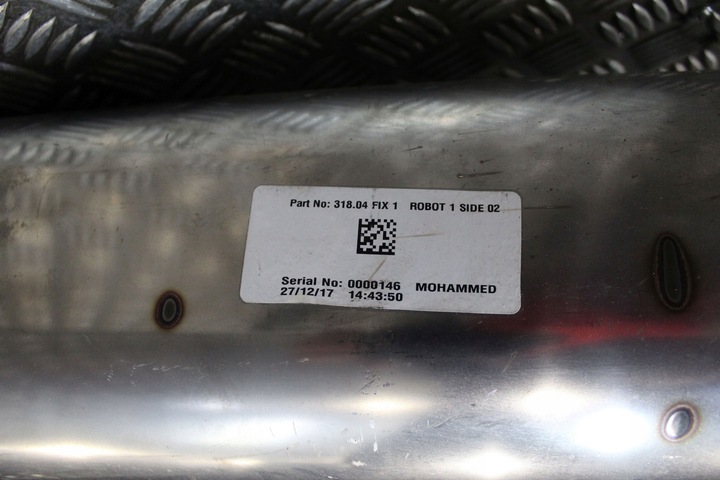 Part No: 318.04 FIX 1 ROBOT 1 SIDE 02
Serial No: 0000146 MOHAMMED
27/12/17 14:43:50